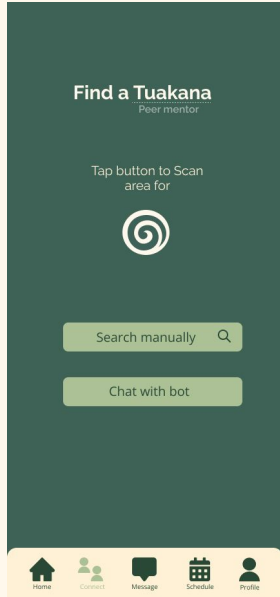 Find a Tuakana
Peer mentor
Tap button to Scan
area for
Search manually
Chat with bot
Home
Connect
Message
Schedule
Profile